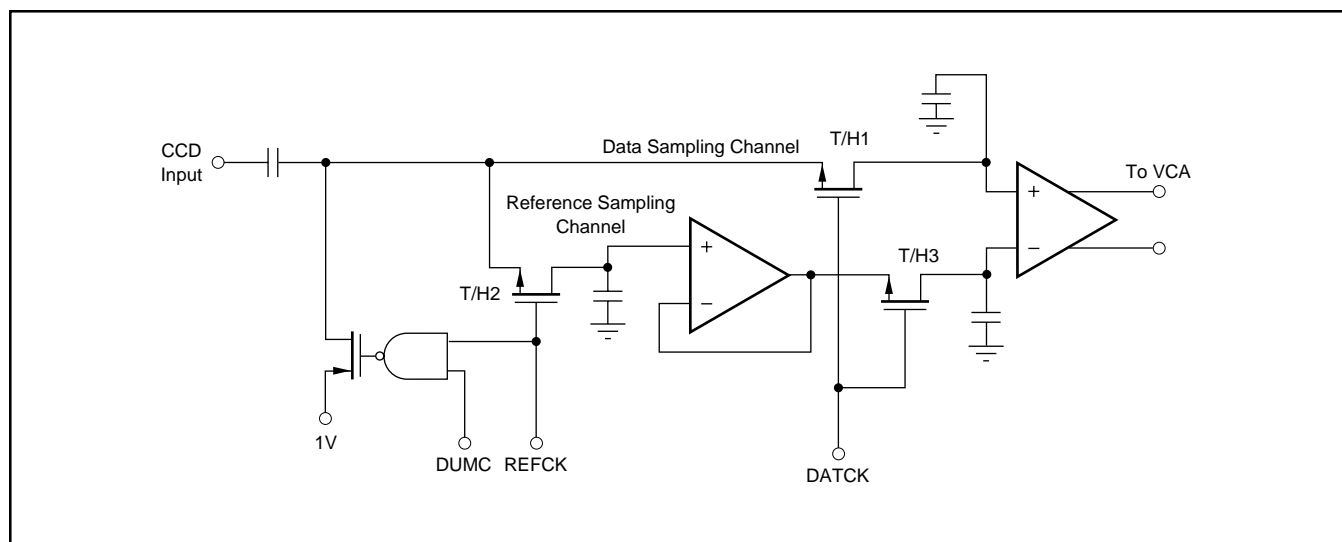 CCD
Input
Data Sampling Channel
T/H1
To VCA
+
−
Reference Sampling
Channel
T/H2
+
−
T/H3
1V
DUMC
REFCK
DATCK